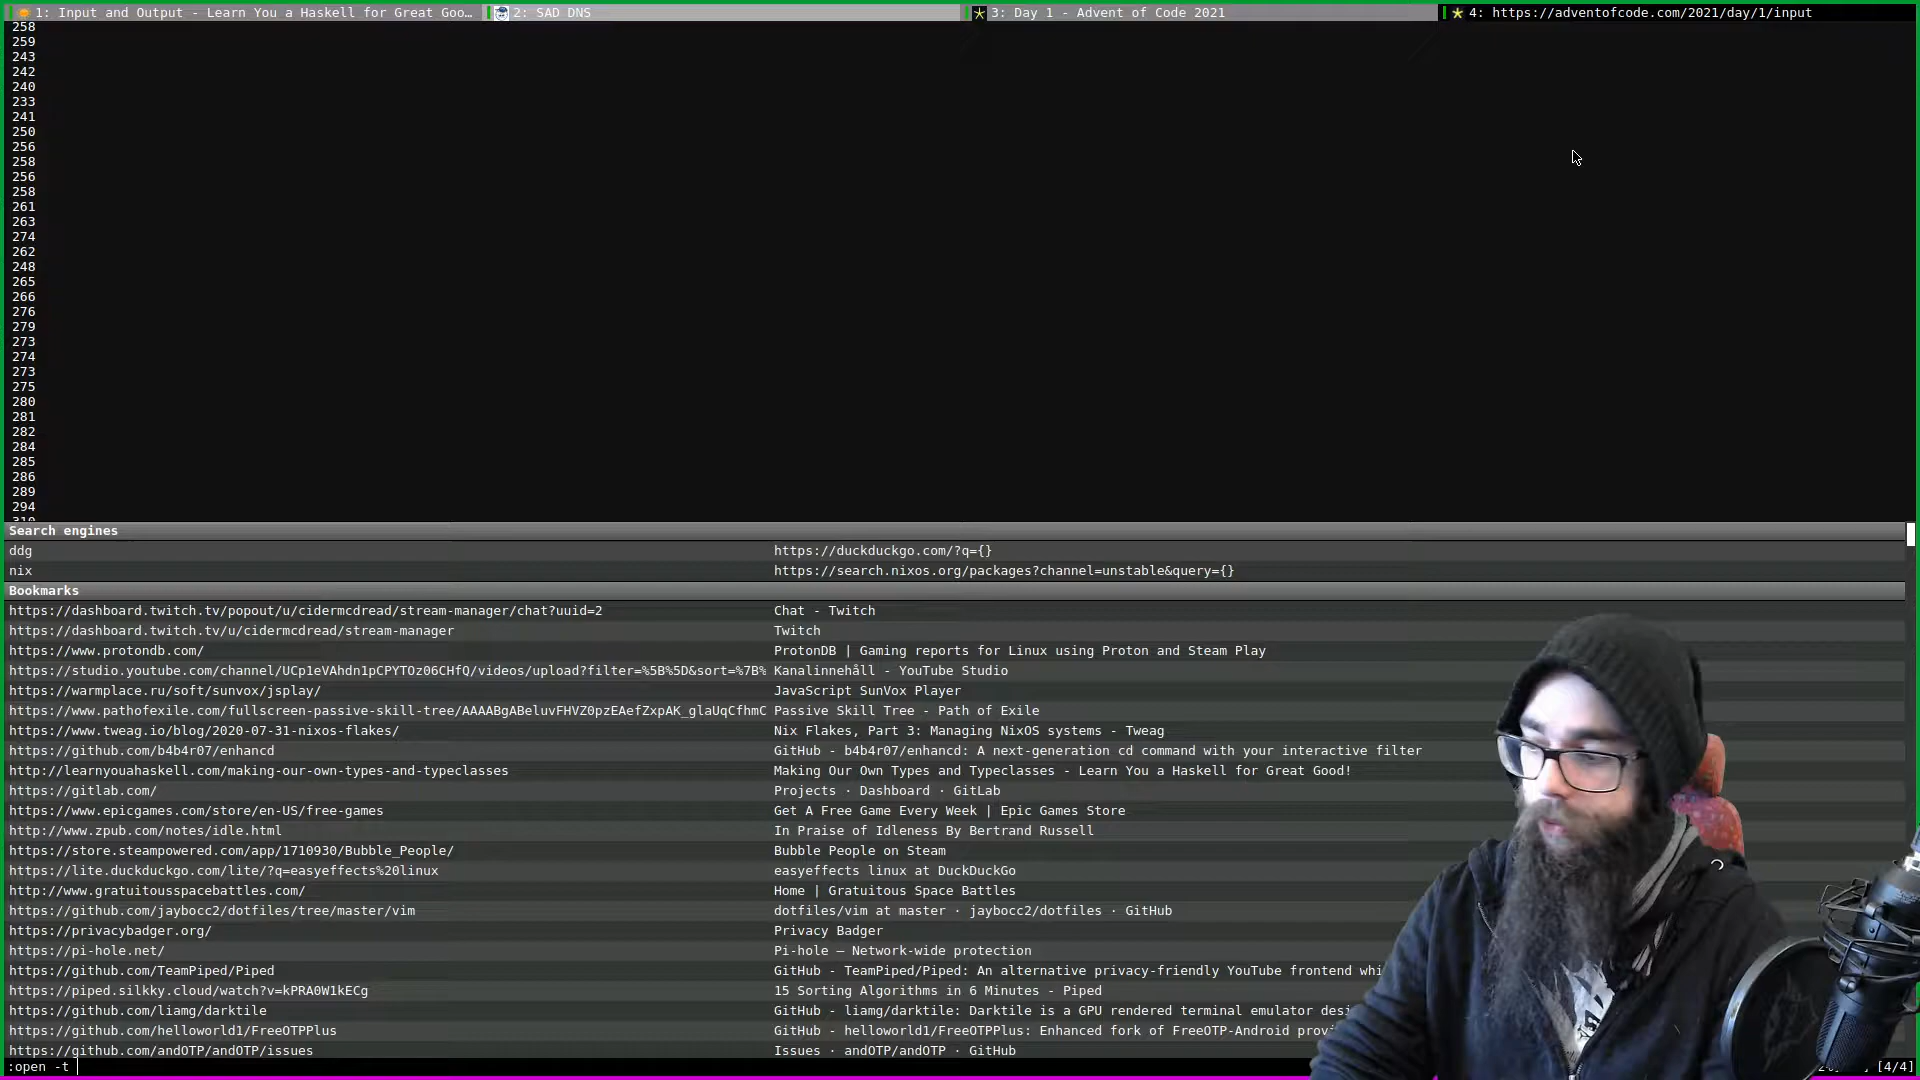 1: Input and Output - Learn You a Haskell for Great Goo…
2: SAD DNS
3: Day 1 - Advent of Code 2021
4: https://adventofcode.com/2021/day/1/input
258
259
243
242
240
233
241
250
256
258
256
258
261
263
274
262
248
265
266
276
279
273
274
273
275
280
281
282
284
285
286
289
294
Search engines
ddg https://duckduckgo.com/?q={}
nix https://search.nixos.org/packages?channel=unstable&query={}
Bookmarks
https://dashboard.twitch.tv/popout/u/cidermcdread/stream-manager/chat?uuid=2 Chat - Twitch
https://dashboard.twitch.tv/u/cidermcdread/stream-manager Twitch
https://www.protondb.com/ ProtonDB | Gaming reports for Linux using Proton and Steam Play
https://studio.youtube.com/channel/UCp1eVAhdn1pCPYTOz06CHfQ/videos/upload?filter=%5B%5D&sort=%7B% Kanalinnehåll - YouTube Studio
https://warmplace.ru/soft/sunvox/jsplay/ JavaScript SunVox Player
https://www.pathofexile.com/fullscreen-passive-skill-tree/AAAABgABeluvFHVZ0pzEAefZxpAK_glaUqCfhmC Passive Skill Tree - Path of Exile
https://www.tweag.io/blog/2020-07-31-nixos-flakes/ Nix Flakes, Part 3: Managing NixOS systems - Tweag
https://github.com/b4b4r07/enhancd GitHub - b4b4r07/enhancd: A next-generation cd command with your interactive filter
http://learnyouahaskell.com/making-our-own-types-and-typeclasses Making Our Own Types and Typeclasses - Learn You a Haskell for Great Good!
https://gitlab.com/ Projects · Dashboard · GitLab
https://www.epicgames.com/store/en-US/free-games Get A Free Game Every Week | Epic Games Store
http://www.zpub.com/notes/idle.html In Praise of Idleness By Bertrand Russell
https://store.steampowered.com/app/1710930/Bubble_People/ Bubble People on Steam
https://lite.duckduckgo.com/lite/?q=easyeffects%20linux easyeffects linux at DuckDuckGo
http://www.gratuitousspacebattles.com/ Home | Gratuitous Space Battles
https://github.com/jaybocc2/dotfiles/tree/master/vim dotfiles/vim at master · jaybocc2/dotfiles · GitHub
https://privacybadger.org/ Privacy Badger
https://pi-hole.net/ Pi-hole – Network-wide protection
https://github.com/TeamPiped/Piped GitHub - TeamPiped/Piped: An alternative privacy-friendly YouTube frontend
https://piped.silkky.cloud/watch?v=kPRA0W1kECg 15 Sorting Algorithms in 6 Minutes - Piped
https://github.com/liamg/darktile GitHub - liamg/darktile: Darktile is a GPU rendered terminal emulator
https://github.com/helloworld1/FreeOTPPlus GitHub - helloworld1/FreeOTPPlus: Enhanced fork of FreeOTP-Android
https://github.com/andOTP/andOTP/issues Issues · andOTP/andOTP · GitHub
:open -t
[4/4]